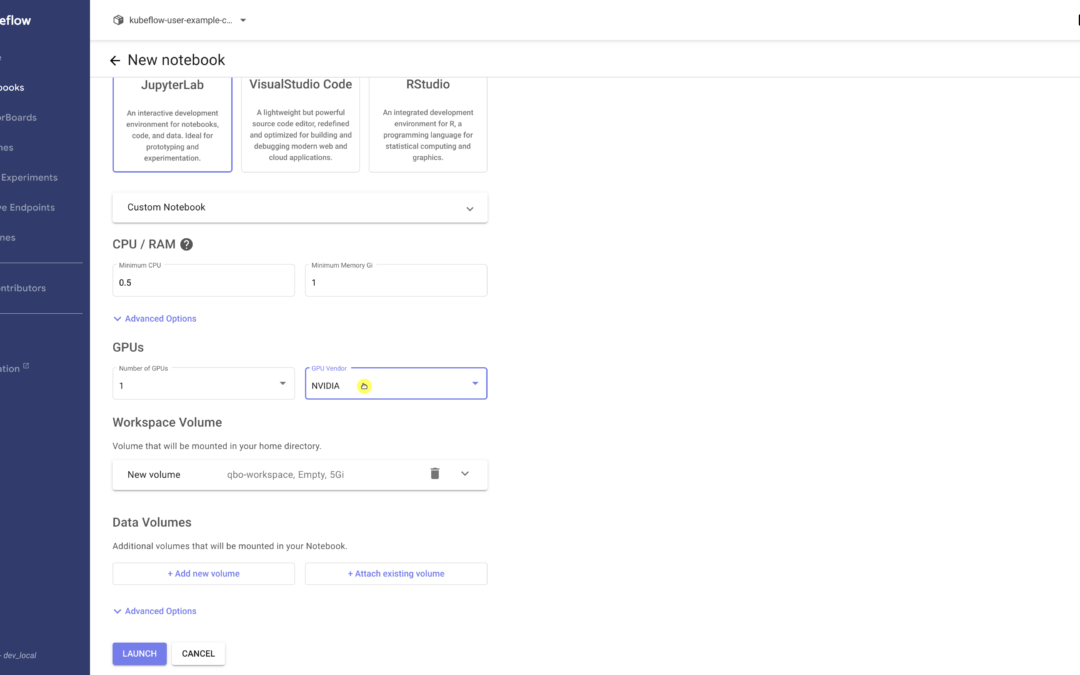 eflow
ooks
rBoards
nes
Experiments
ve Endpoints
nes
ntributors
ation
- dev_local
kubeflow-user-example-c...
New notebook
JupyterLab
An interactive development
environment for notebooks,
code, and data. Ideal for
prototyping and
experimentation.
VisualStudio Code
A lightweight but powerful
source code editor, redefined
and optimized for building and
debugging modern web and
cloud applications.
RStudio
An integrated development
environment for R, a
programming language for
statistical computing and
graphics.
Custom Notebook
CPU / RAM
Minimum CPU
0.5
Minimum Memory Gi
1
Advanced Options
GPUs
Number of GPUs
1
GPU Vendor
NVIDIA
Workspace Volume
Volume that will be mounted in your home directory.
New volume qbo-workspace, Empty, 5Gi
Data Volumes
Additional volumes that will be mounted in your Notebook.
+ Add new volume
+ Attach existing volume
Advanced Options
LAUNCH
CANCEL